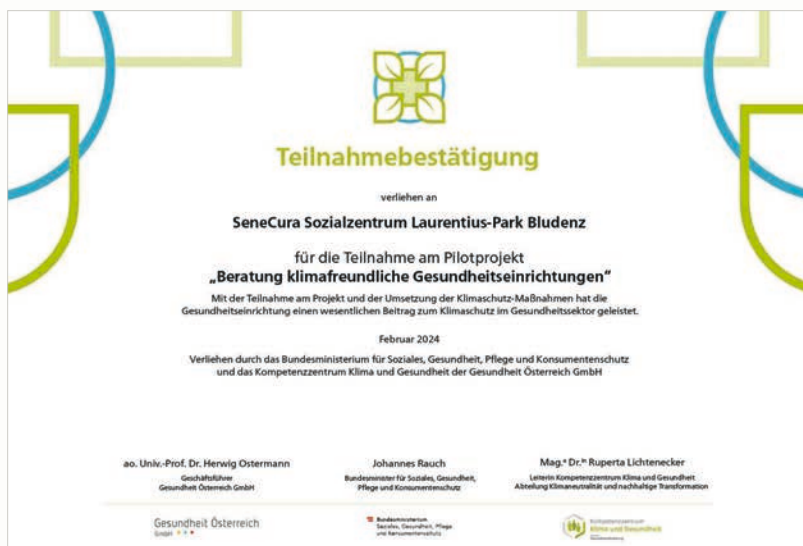 Teilnahmebestätigung
verliehen an
SeneCura Sozialzentrum Laurentius-Park Bludenz
für die Teilnahme am Pilotprojekt
„Beratung klimafreundliche Gesundheitseinrichtungen“
Mit der Teilnahme am Projekt und der Umsetzung der Klimaschutz-Maßnahmen hat die
Gesundheitseinrichtung einen wesentlichen Beitrag zum Klimaschutz im Gesundheitssektor geleistet.
Februar 2024
Verliehen durch das Bundesministerium für Soziales, Gesundheit, Pflege und Konsumentenschutz
und das Kompetenzzentrum Klima und Gesundheit der Gesundheit Österreich GmbH
ao. Univ.-Prof. Dr. Herwig Ostermann
Geschäftsführer
Gesundheit Österreich GmbH
Johannes Rauch
Bundesminister für Soziales, Gesundheit,
Pflege und Konsumentenschutz
Mag.ª Dr.ⁱⁿ Ruperta Lichtenecker
Leiterin Kompetenzzentrum Klima und Gesundheit
Abteilung Klimaneutralität und nachhaltige Transformation
Gesundheit Österreich
GmbH
Bundesministerium
Soziales, Gesundheit, Pflege
und Konsumentenschutz
Kompetenzzentrum
Klima und Gesundheit